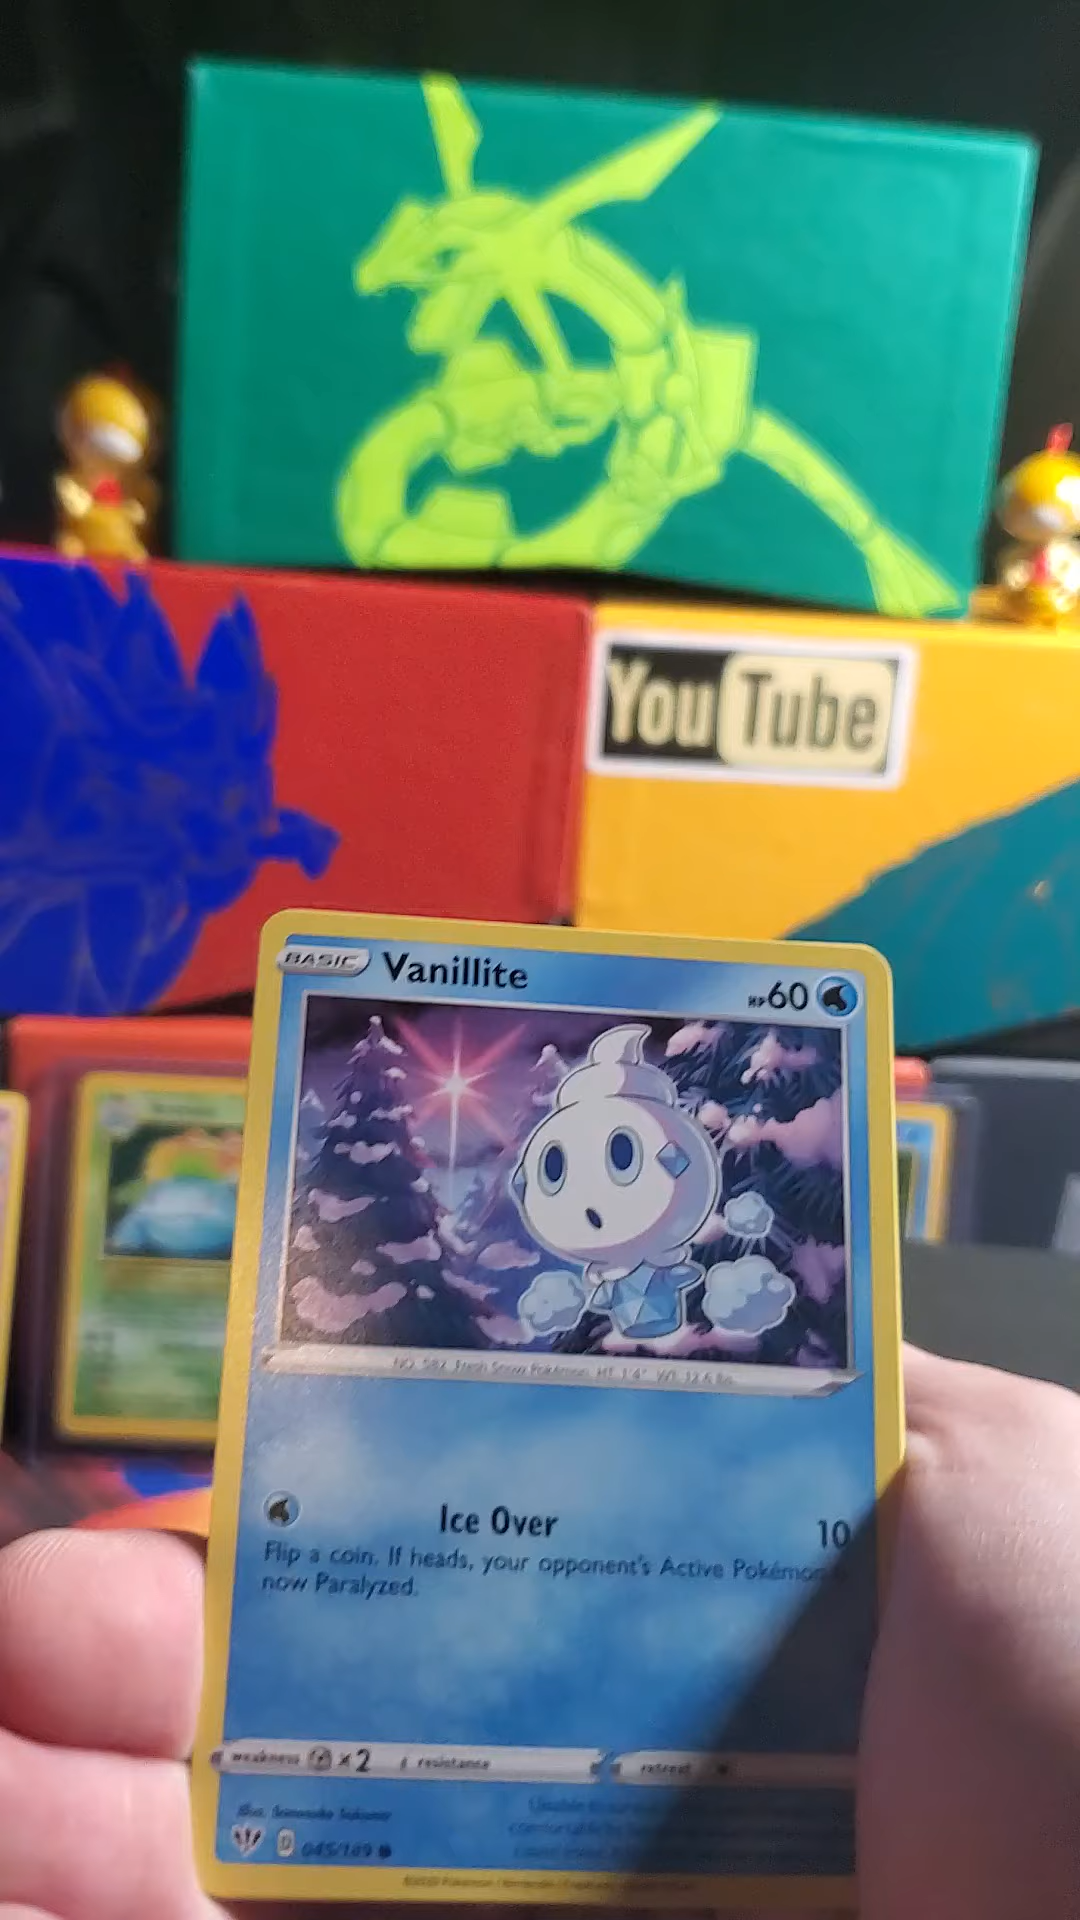 YouTube
BASIC Vanillite HP60
NO. 582 Fresh Snow Pokémon HT: 1'4" WT: 12.6 lbs.
Ice Over 10
Flip a coin. If heads, your opponent's Active Pokémon
now Paralyzed.
weakness ×2 resistance retreat
D 045/189